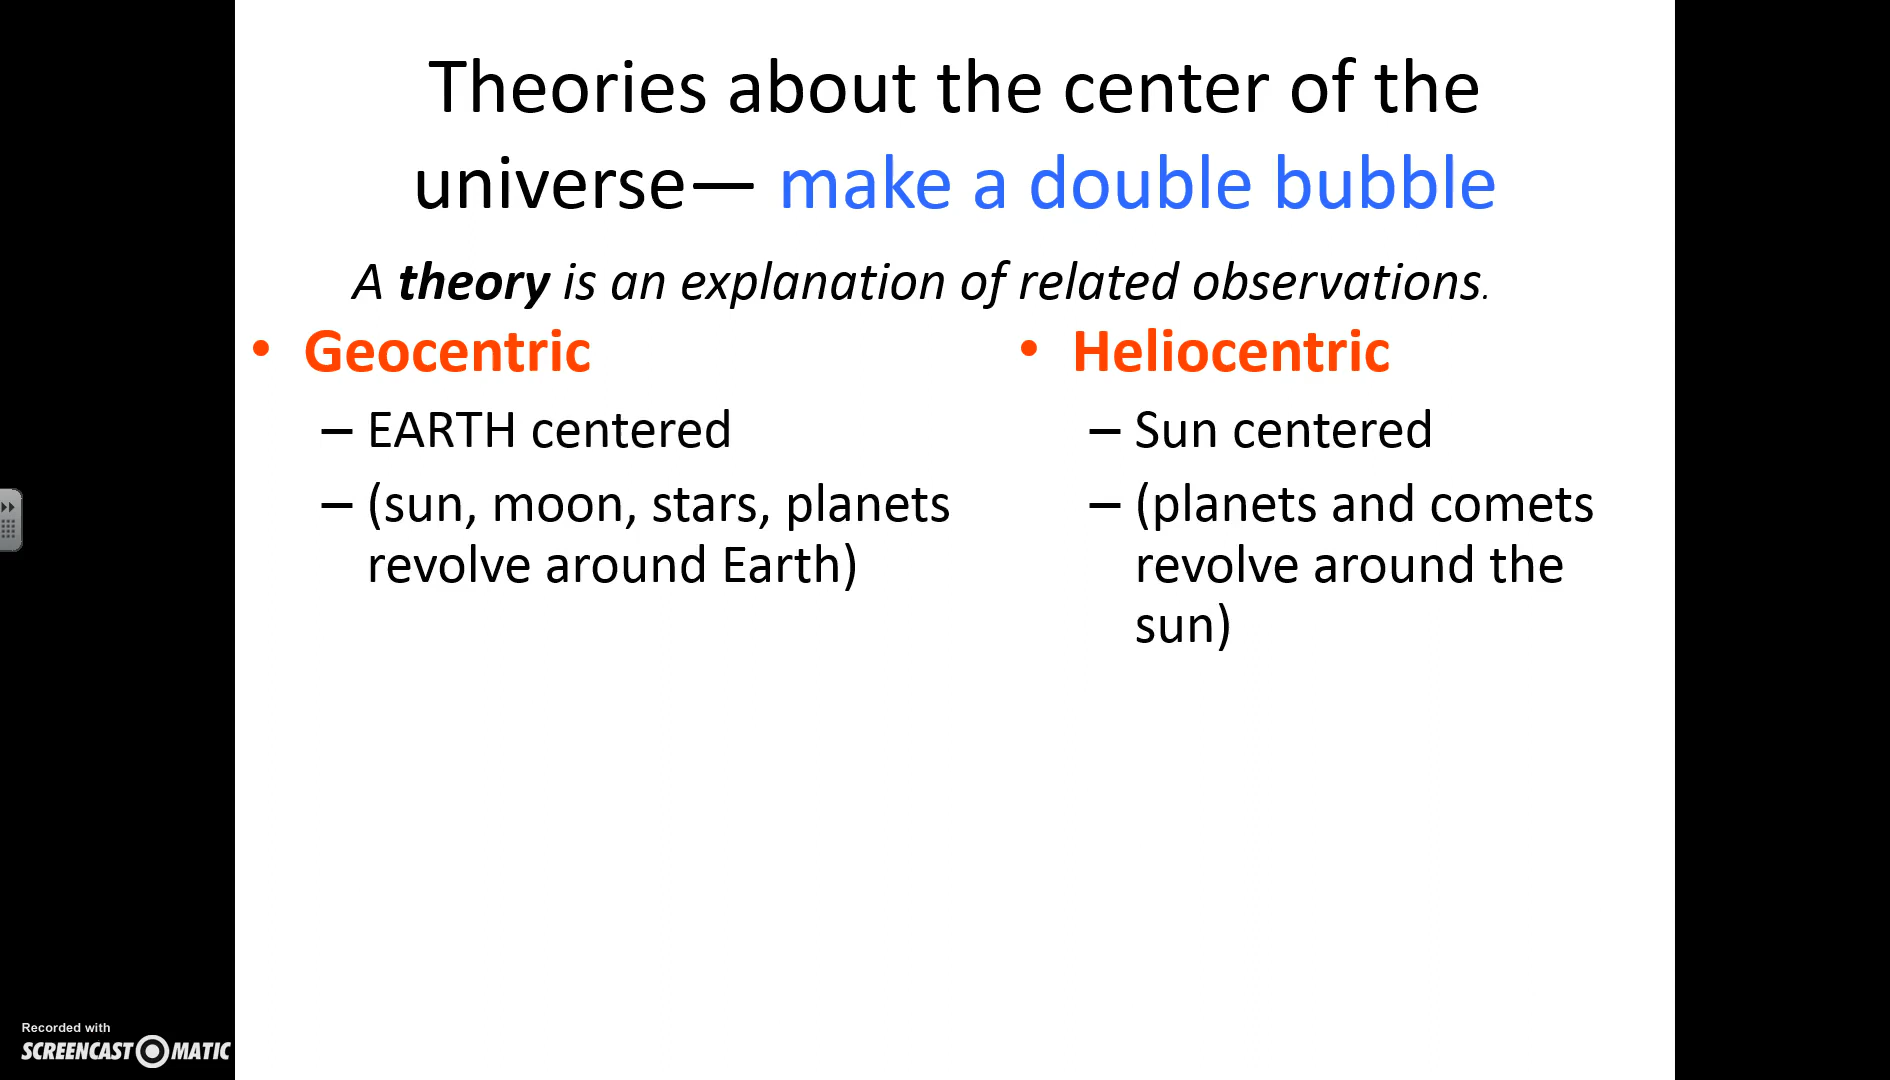 Theories about the center of the
universe— make a double bubble
A theory is an explanation of related observations.
• Geocentric
– EARTH centered
– (sun, moon, stars, planets
revolve around Earth)
• Heliocentric
– Sun centered
– (planets and comets
revolve around the
sun)
Recorded with
SCREENCAST O MATIC